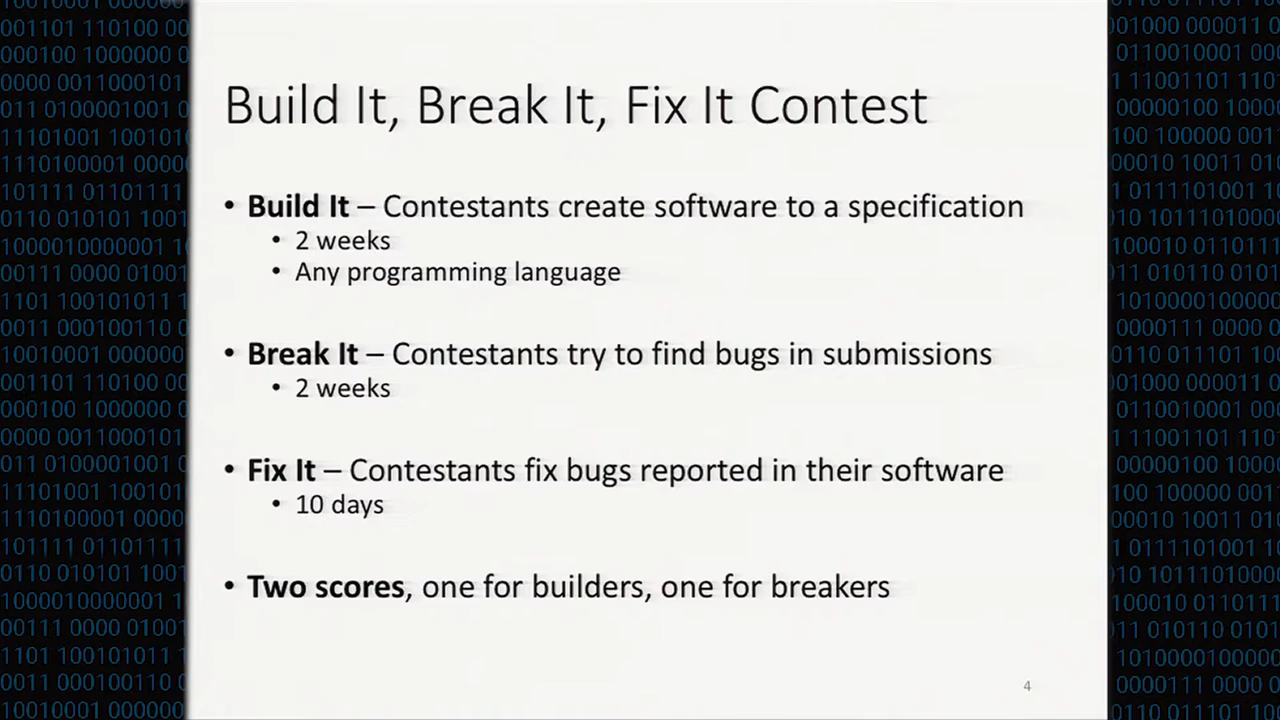 Build It, Break It, Fix It Contest
• Build It – Contestants create software to a specification
• 2 weeks
• Any programming language
• Break It – Contestants try to find bugs in submissions
• 2 weeks
• Fix It – Contestants fix bugs reported in their software
• 10 days
• Two scores, one for builders, one for breakers
4